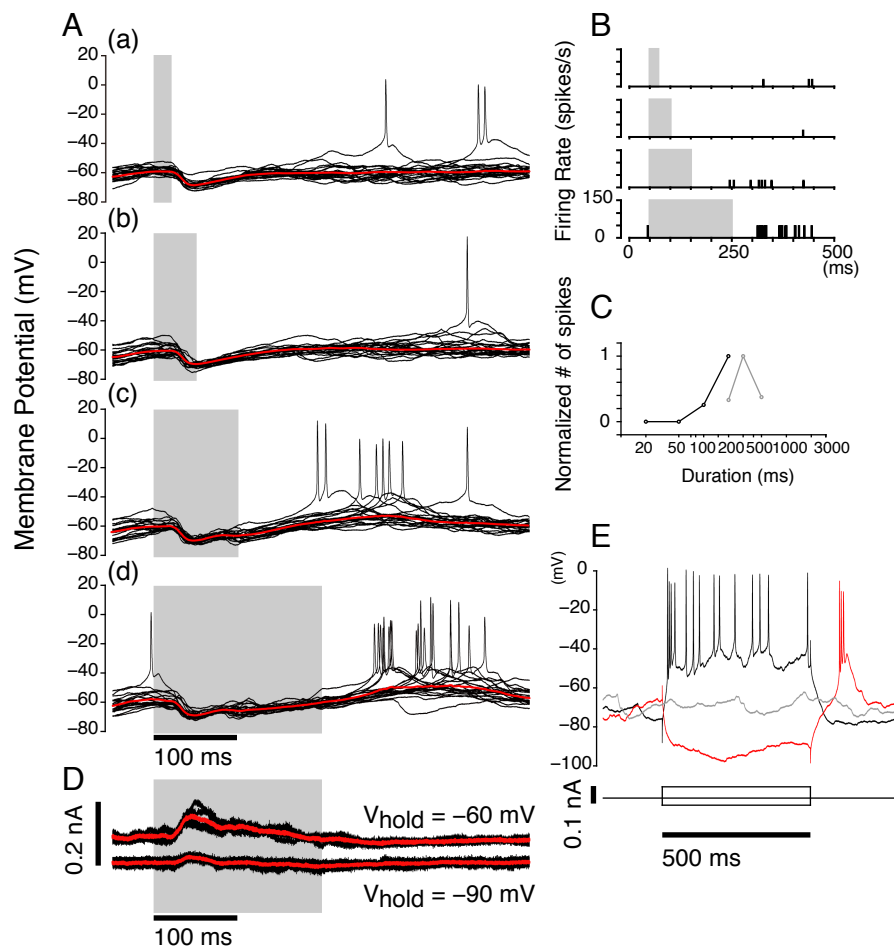 A
(a)
20
0
−20
−40
−60
−80
(b)
20
0
−20
−40
−60
−80
(c)
20
0
−20
−40
−60
−80
(d)
20
0
−20
−40
−60
−80
Membrane Potential (mV)
100 ms
B
Firing Rate (spikes/s)
150
0
0
250
500
(ms)
C
Normalized # of spikes
1
0
20
50
100
200
500
1000
3000
Duration (ms)
D
0.2 nA
Vhold = −60 mV
Vhold = −90 mV
100 ms
E
(mV)
0
−20
−40
−60
−80
−100
0.1 nA
500 ms